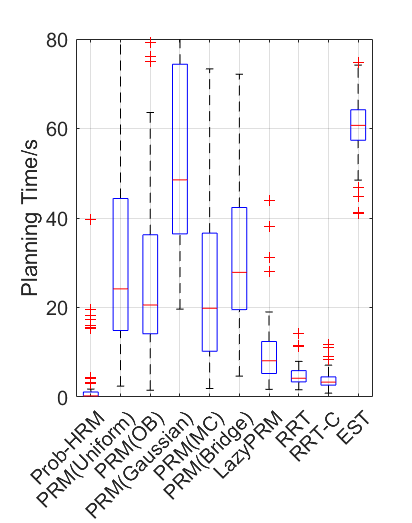 80
60
40
20
0
Planning Time/s
Prob-HRM
PRM(Uniform)
PRM(OB)
PRM(Gaussian)
PRM(MC)
PRM(Bridge)
LazyPRM
RRT
RRT-C
EST